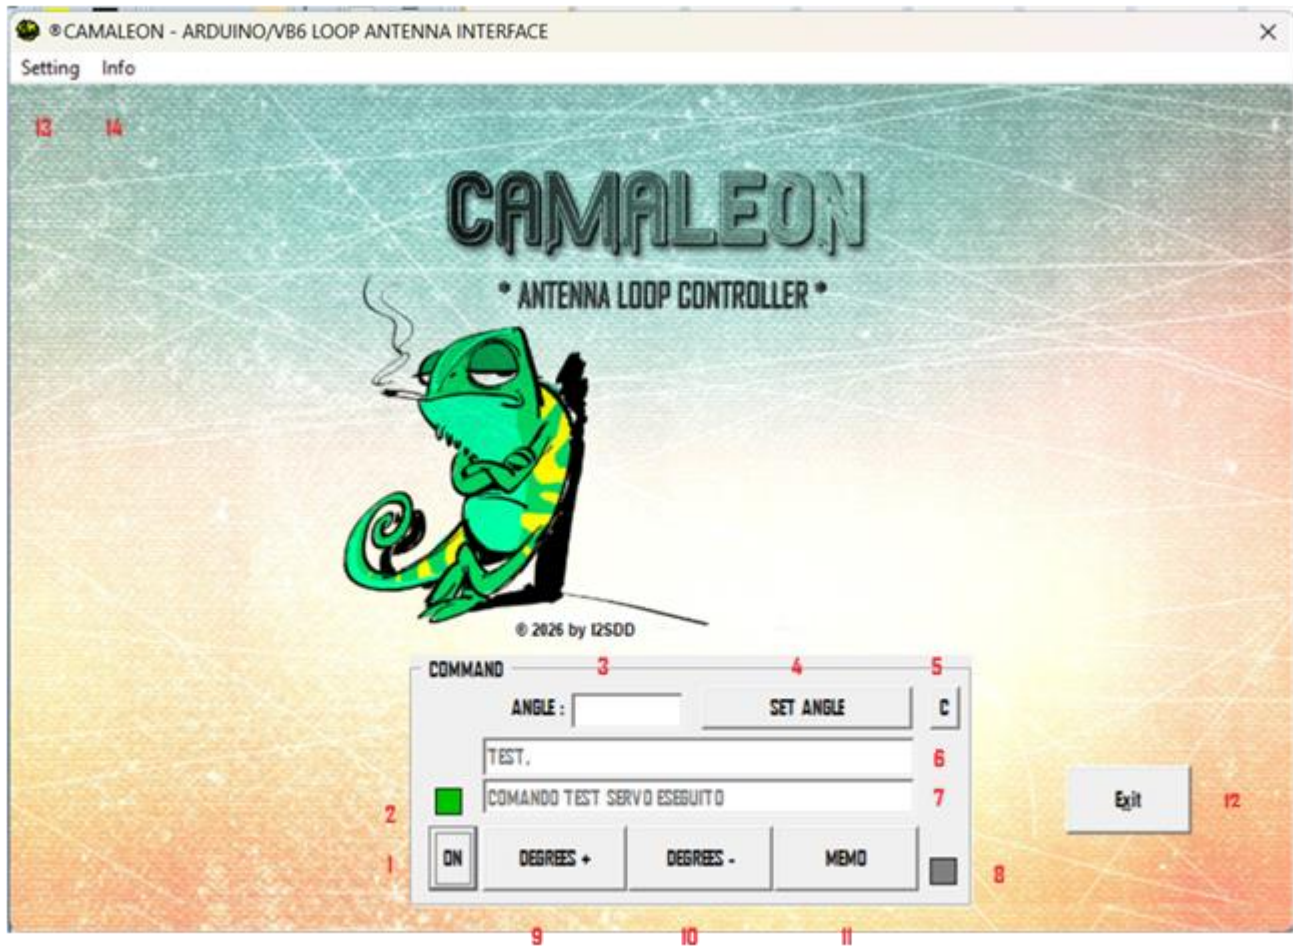 ®CAMALEON - ARDUINO/VB6 LOOP ANTENNA INTERFACE
Setting Info
13 14
CAMALEON
* ANTENNA LOOP CONTROLLER *
© 2026 by I2SDD
COMMAND 3 4 5
ANGLE : SET ANGLE C
TEST. 6
2 COMANDO TEST SERVO ESEGUITO 7 Exit 12
1 ON DEGREES + DEGREES - MEMO 8
9 10 11